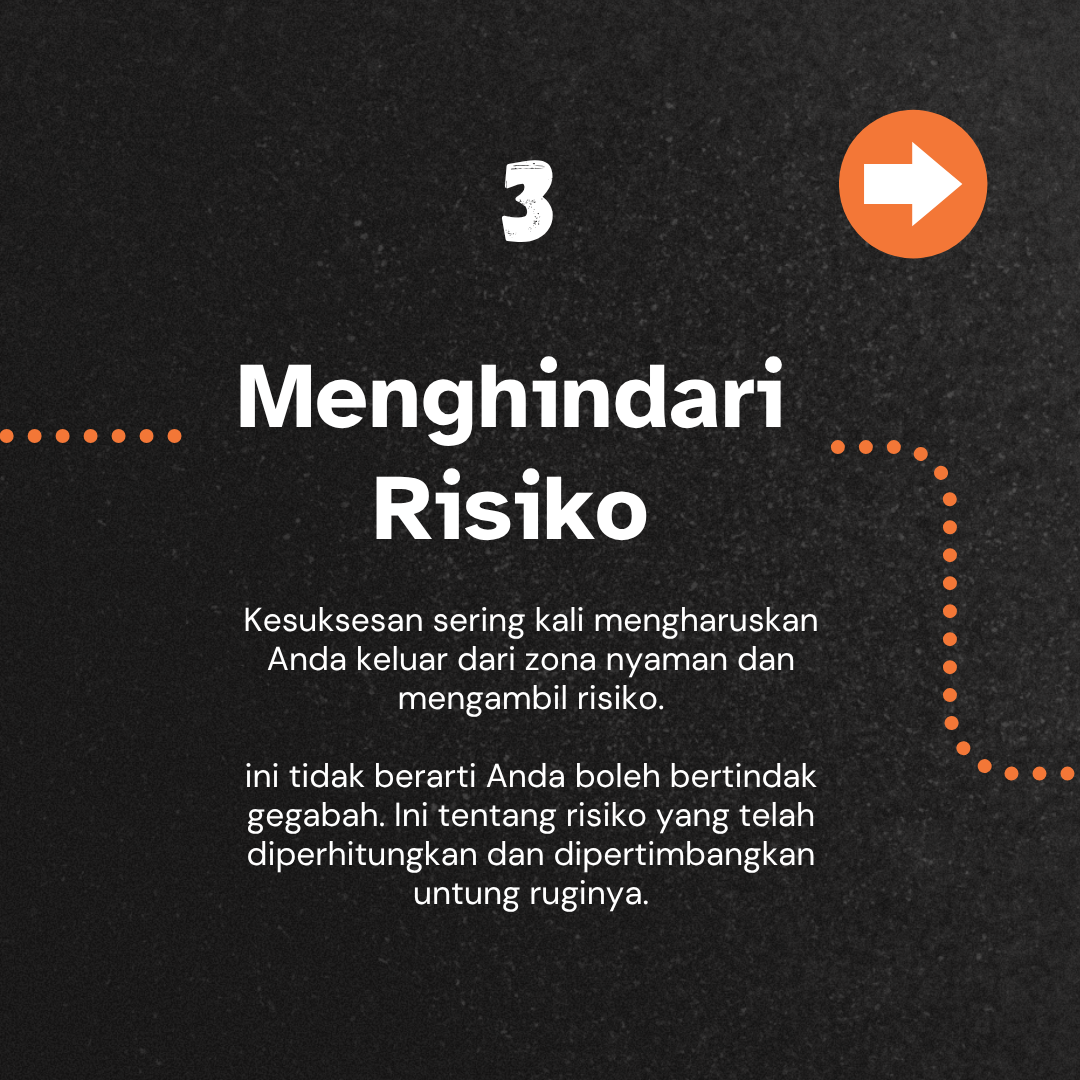 3
Menghindari
Risiko
Kesuksesan sering kali mengharuskan
Anda keluar dari zona nyaman dan
mengambil risiko.
ini tidak berarti Anda boleh bertindak
gegabah. Ini tentang risiko yang telah
diperhitungkan dan dipertimbangkan
untung ruginya.